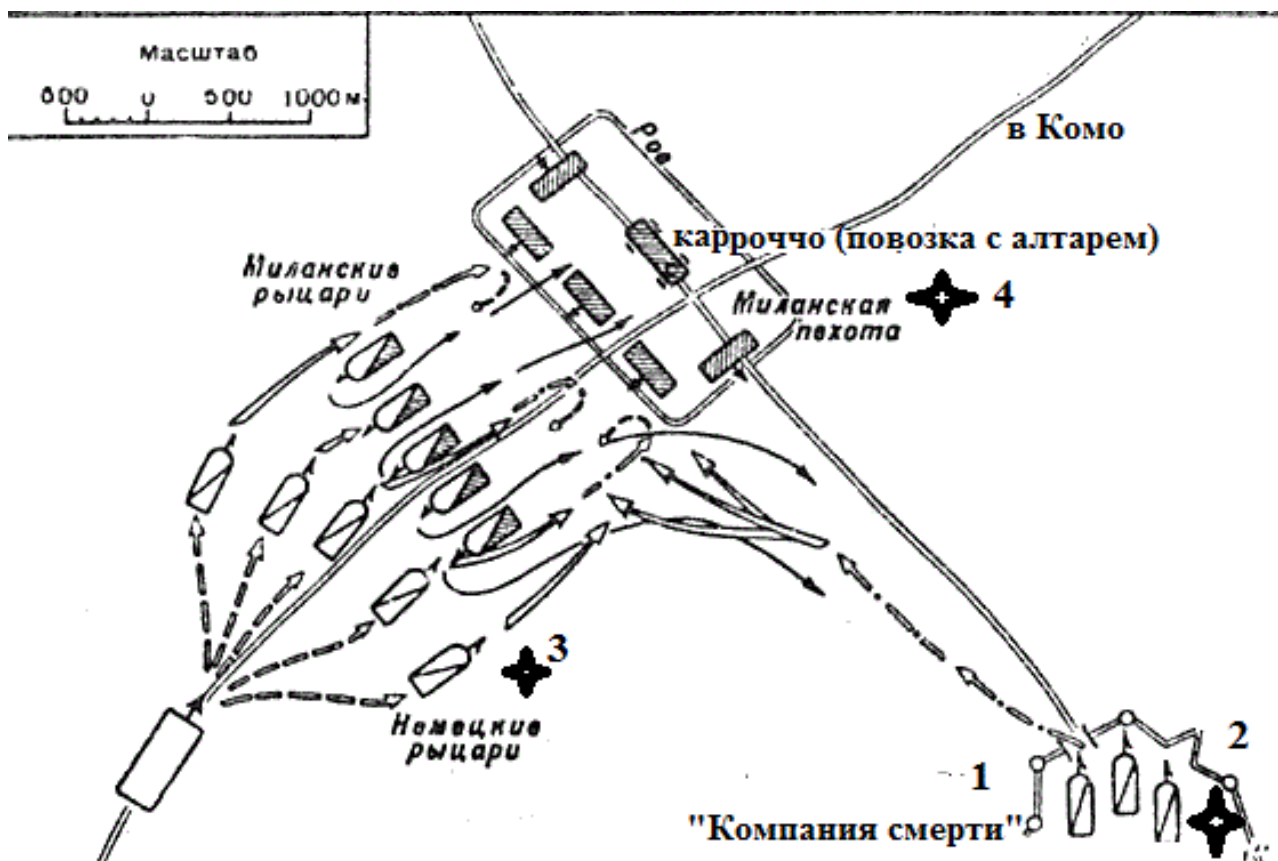 Масштаб
500 0 500 1000 м.
в Комо
Ров
карроччо (повозка с алтарем)
Миланские
рыцари
4
Миланская
пехота
3
Немецкие
рыцари
2
1
"Компания смерти"